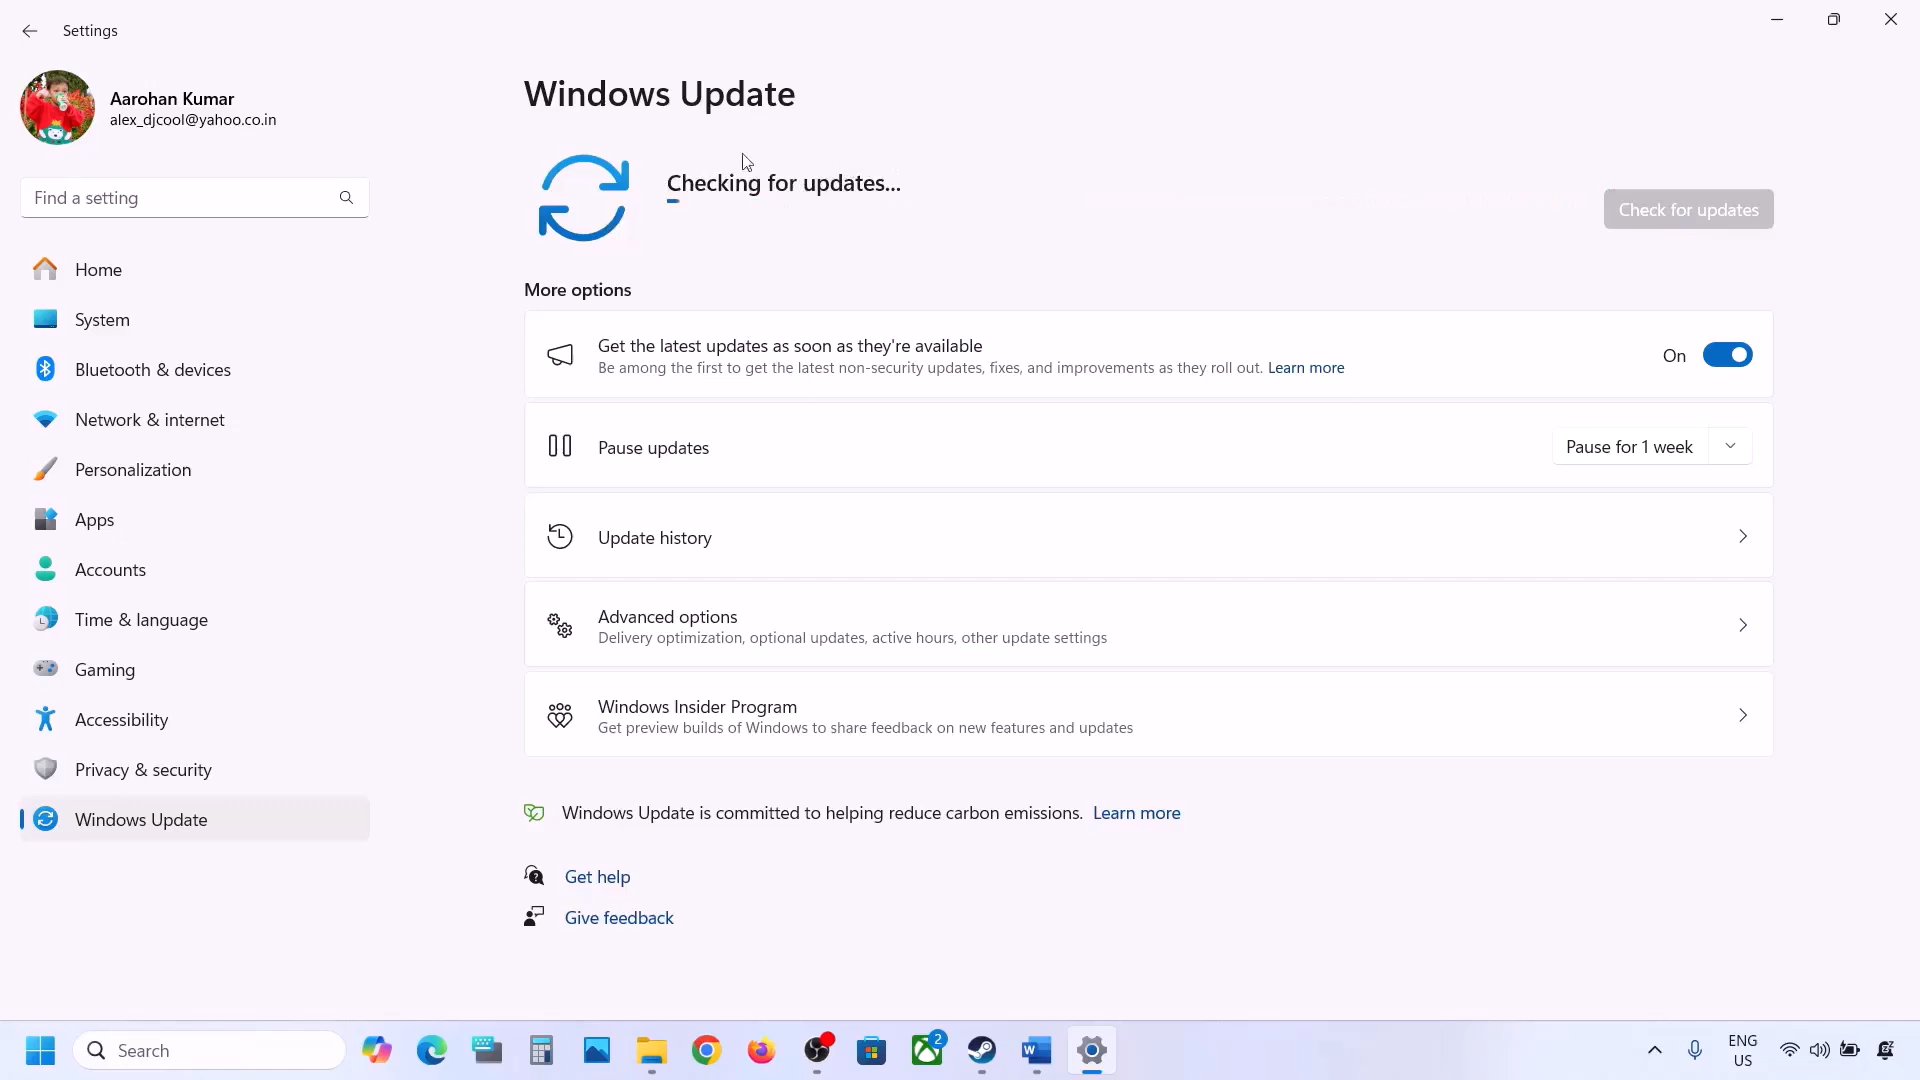 Settings
Aarohan Kumar
alex_djcool@yahoo.co.in
Find a setting
Home
System
Bluetooth & devices
Network & internet
Personalization
Apps
Accounts
Time & language
Gaming
Accessibility
Privacy & security
Windows Update
Windows Update
Checking for updates...
Check for updates
More options
Get the latest updates as soon as they're available
Be among the first to get the latest non-security updates, fixes, and improvements as they roll out. Learn more
On
Pause updates
Pause for 1 week
Update history
Advanced options
Delivery optimization, optional updates, active hours, other update settings
Windows Insider Program
Get preview builds of Windows to share feedback on new features and updates
Windows Update is committed to helping reduce carbon emissions. Learn more
Get help
Give feedback
Search
2
ENG
US